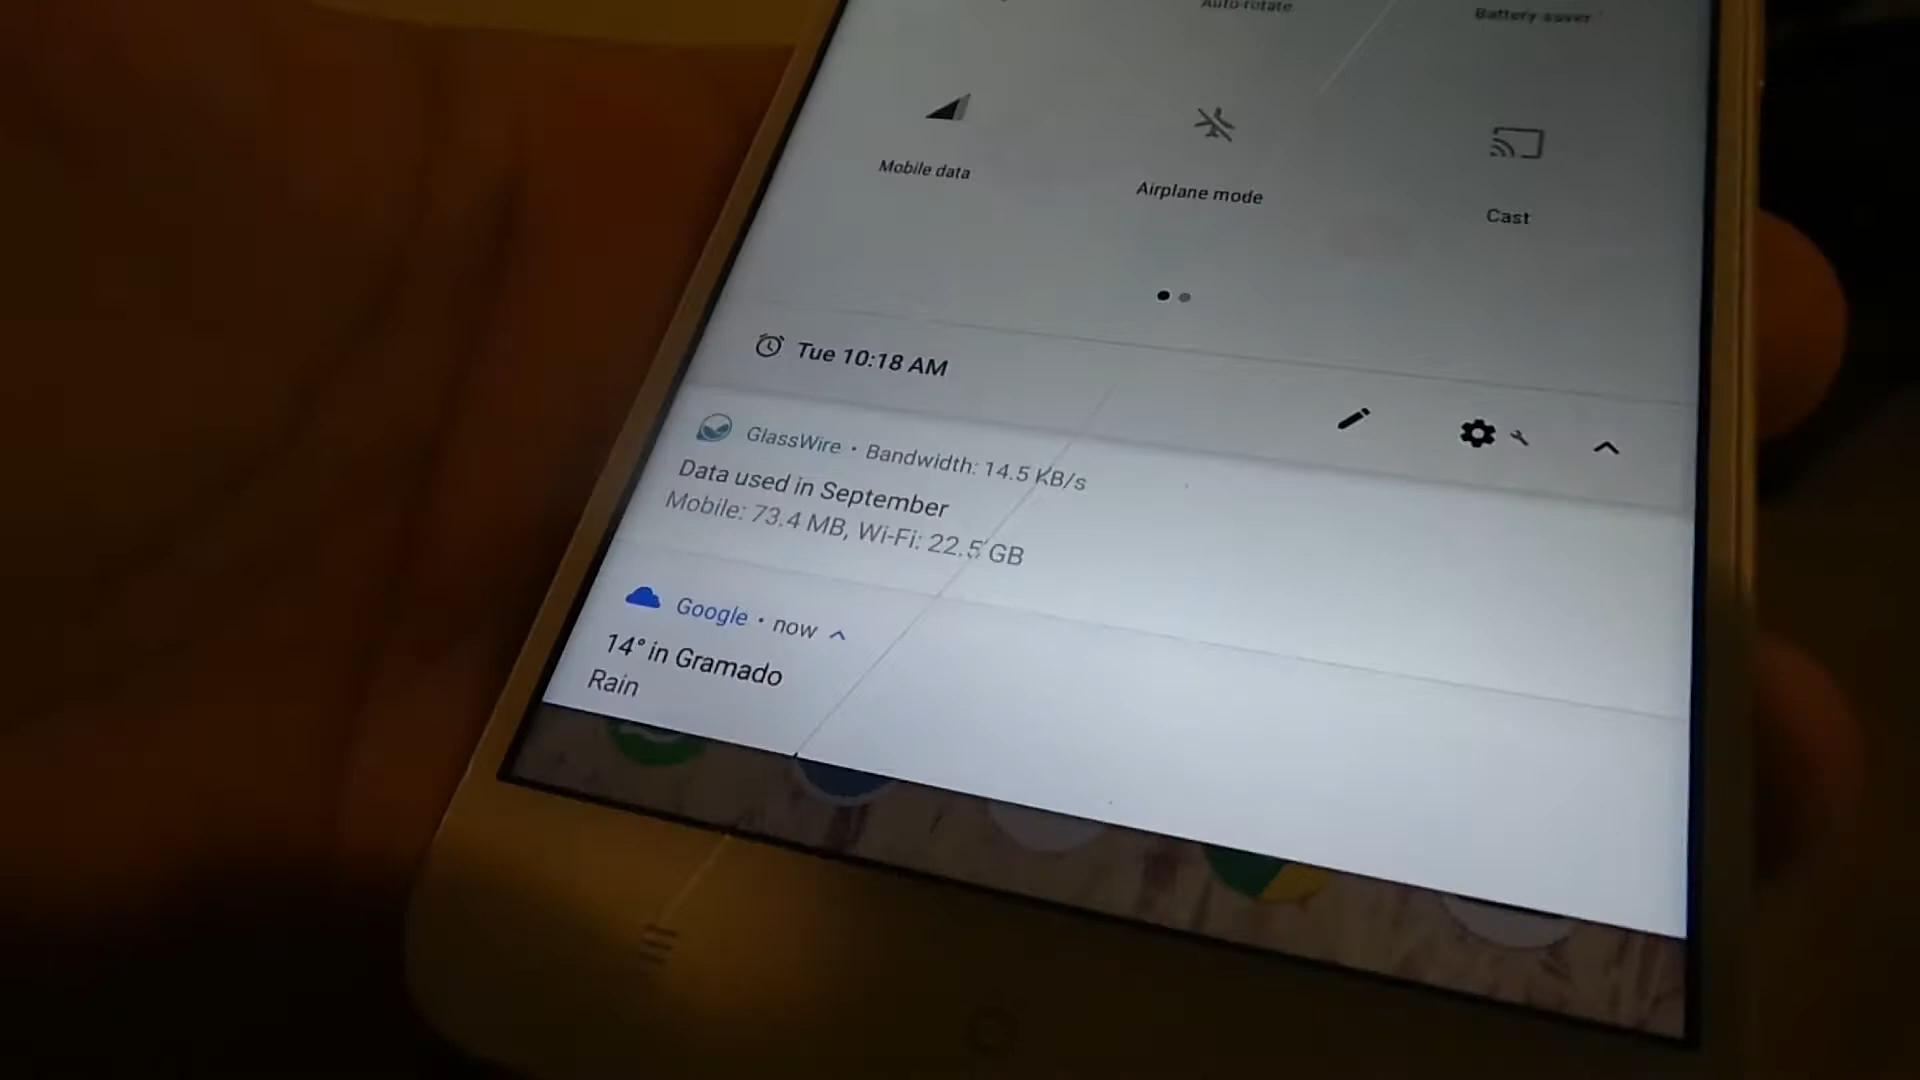 Auto-rotate
Battery saver
Mobile data
Airplane mode
Cast
Tue 10:18 AM
GlassWire • Bandwidth: 14.5 KB/s
Data used in September
Mobile: 73.4 MB, Wi-Fi: 22.5 GB
Google • now
14° in Gramado
Rain